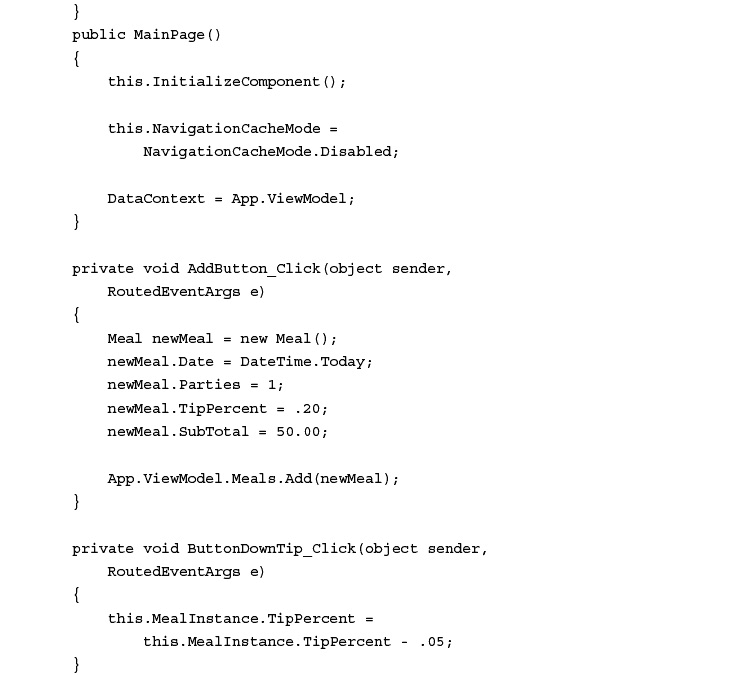 }
public MainPage()
{
    this.InitializeComponent();

    this.NavigationCacheMode =
        NavigationCacheMode.Disabled;

    DataContext = App.ViewModel;
}

private void AddButton_Click(object sender,
    RoutedEventArgs e)
{
    Meal newMeal = new Meal();
    newMeal.Date = DateTime.Today;
    newMeal.Parties = 1;
    newMeal.TipPercent = .20;
    newMeal.SubTotal = 50.00;

    App.ViewModel.Meals.Add(newMeal);
}

private void ButtonDownTip_Click(object sender,
    RoutedEventArgs e)
{
    this.MealInstance.TipPercent =
        this.MealInstance.TipPercent - .05;
}